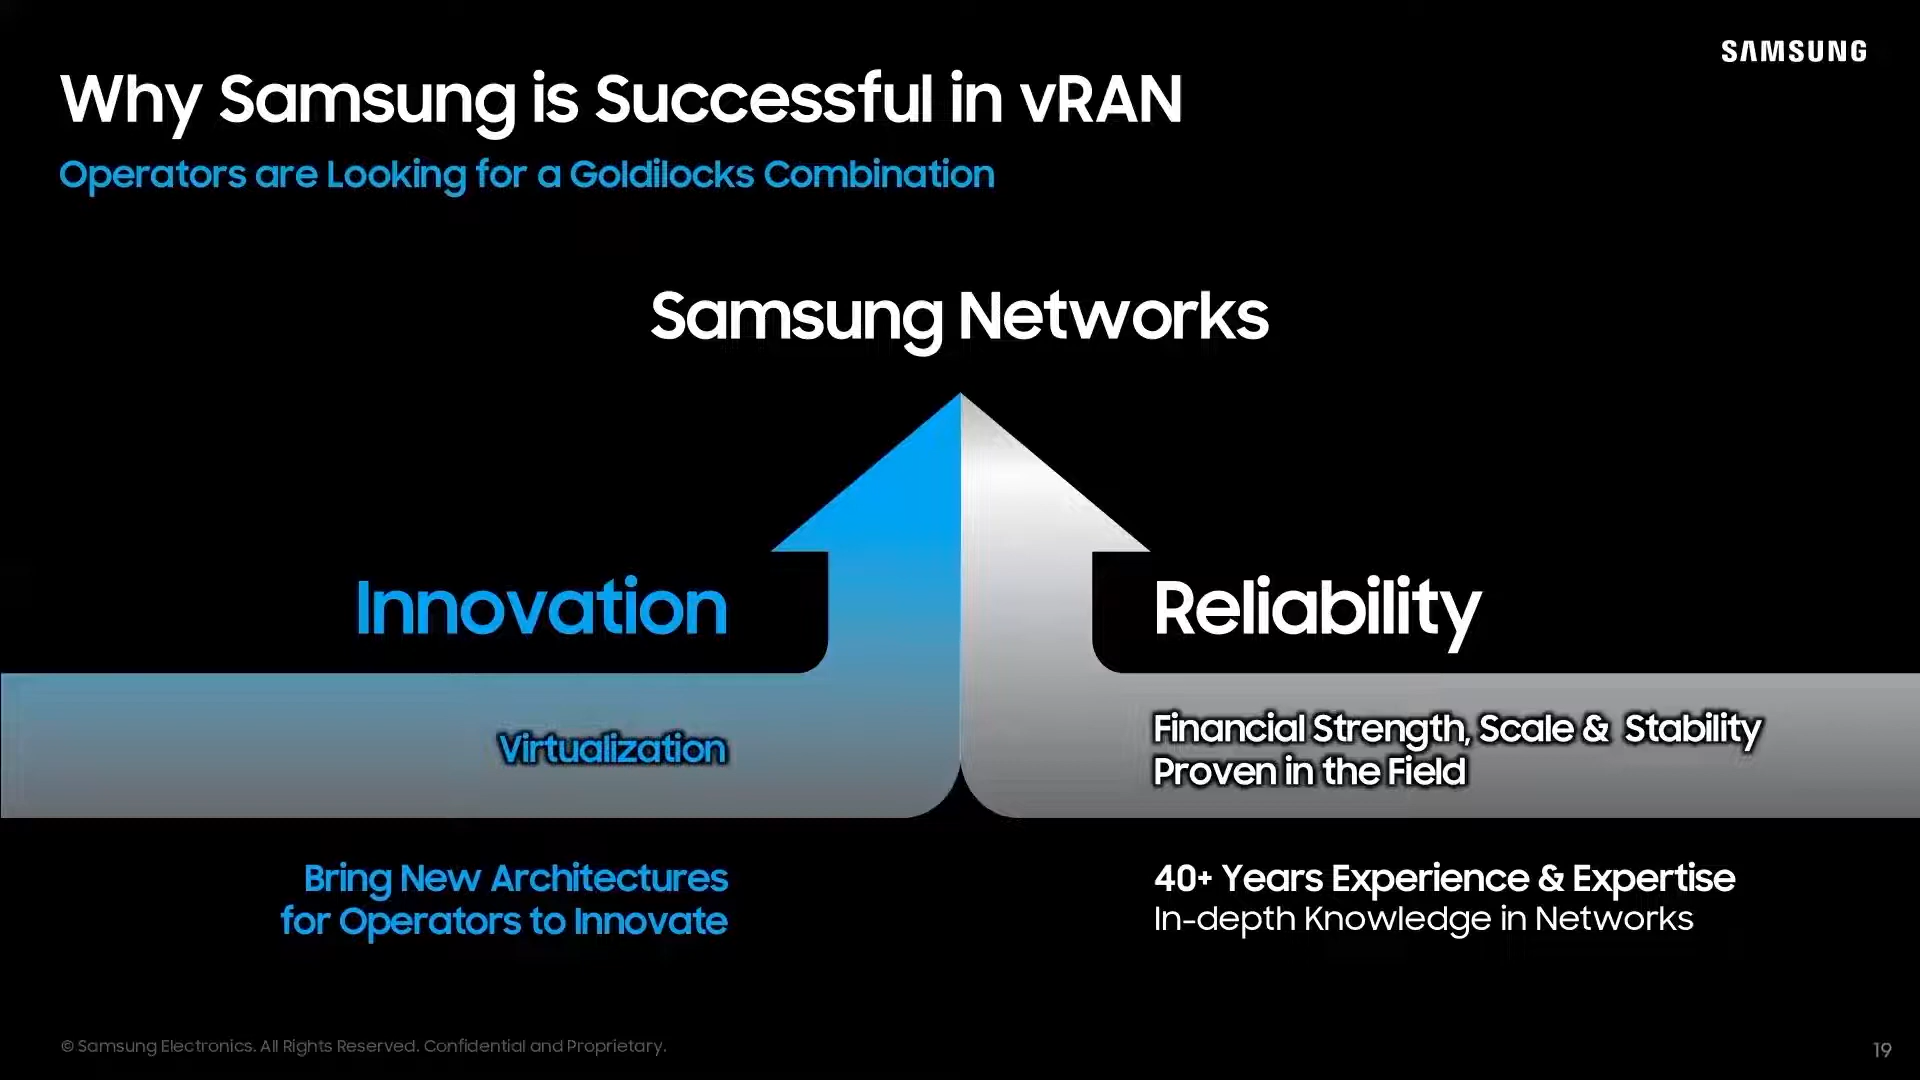 SAMSUNG
Why Samsung is Successful in vRAN
Operators are Looking for a Goldilocks Combination
Samsung Networks
Innovation
Reliability
Virtualization
Financial Strength, Scale & Stability
Proven in the Field
Bring New Architectures
for Operators to Innovate
40+ Years Experience & Expertise
In-depth Knowledge in Networks
© Samsung Electronics. All Rights Reserved. Confidential and Proprietary.
19